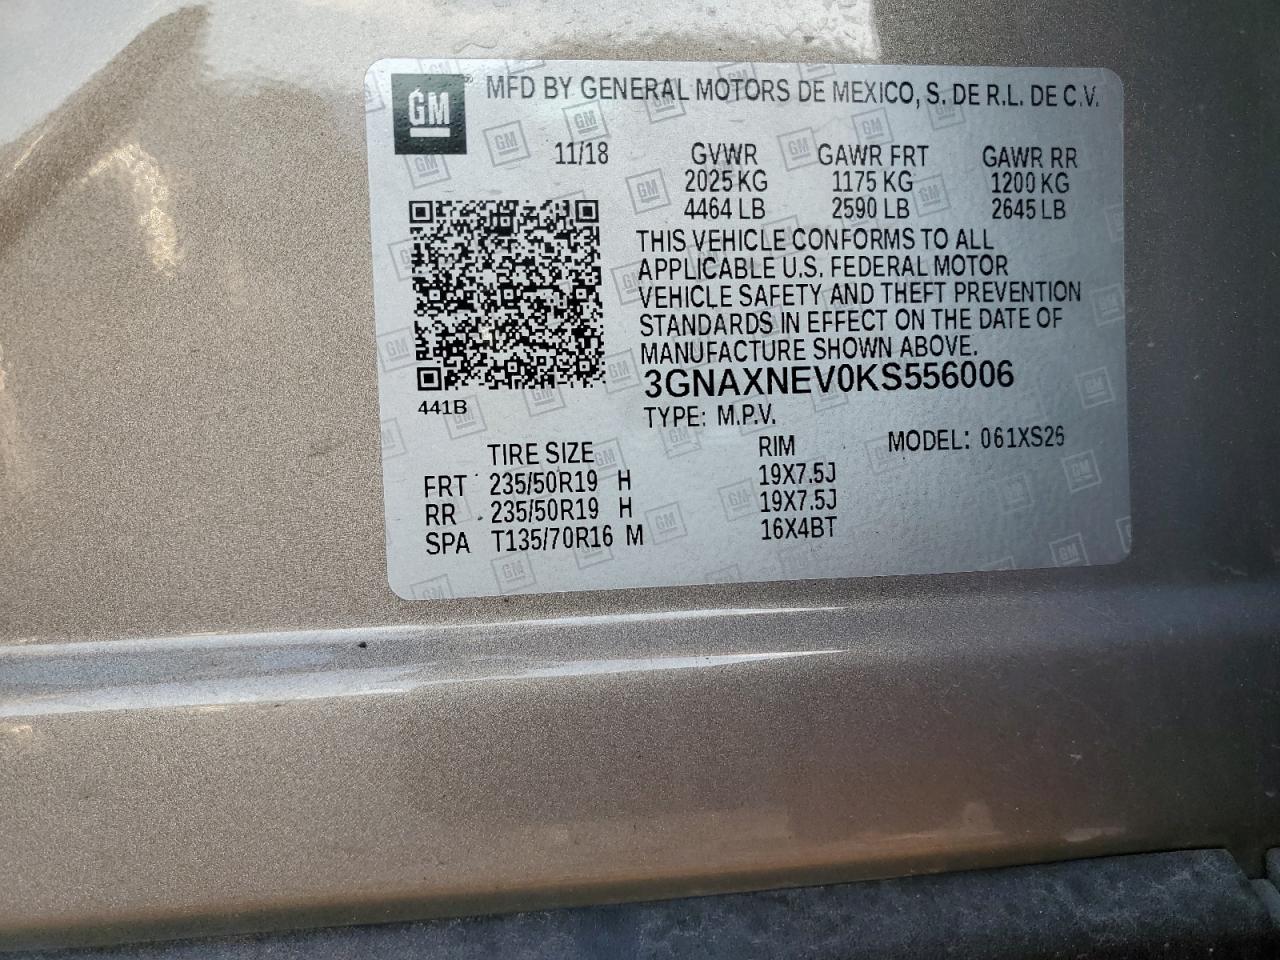 GM ® MFD BY GENERAL MOTORS DE MEXICO, S. DE R.L. DE C.V.
11/18 GVWR GAWR FRT GAWR RR
2025 KG 1175 KG 1200 KG
4464 LB 2590 LB 2645 LB
THIS VEHICLE CONFORMS TO ALL
APPLICABLE U.S. FEDERAL MOTOR
VEHICLE SAFETY AND THEFT PREVENTION
STANDARDS IN EFFECT ON THE DATE OF
MANUFACTURE SHOWN ABOVE.
3GNAXNEV0KS556006
441B
TYPE: M.P.V.
TIRE SIZE RIM MODEL: 061XS26
FRT 235/50R19 H 19X7.5J
RR 235/50R19 H 19X7.5J
SPA T135/70R16 M 16X4BT